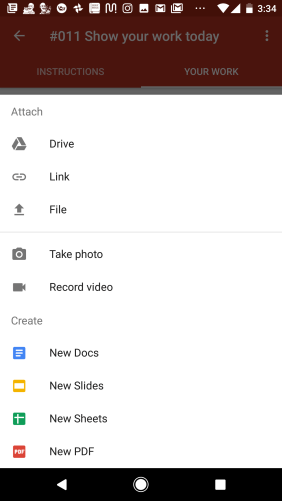 3:34
#011 Show your work today
INSTRUCTIONS
YOUR WORK
Attach
Drive
Link
File
Take photo
Record video
Create
New Docs
New Slides
New Sheets
PDF New PDF